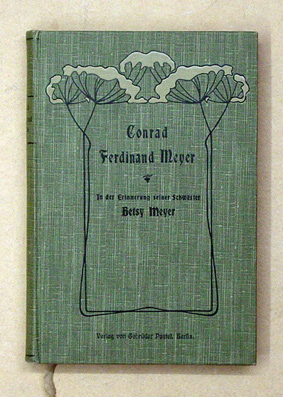 Conrad
Ferdinand Meyer
In der Erinnerung seiner Schwester
Betsy Meyer
Verlag von Gebrüder Paetel, Berlin.